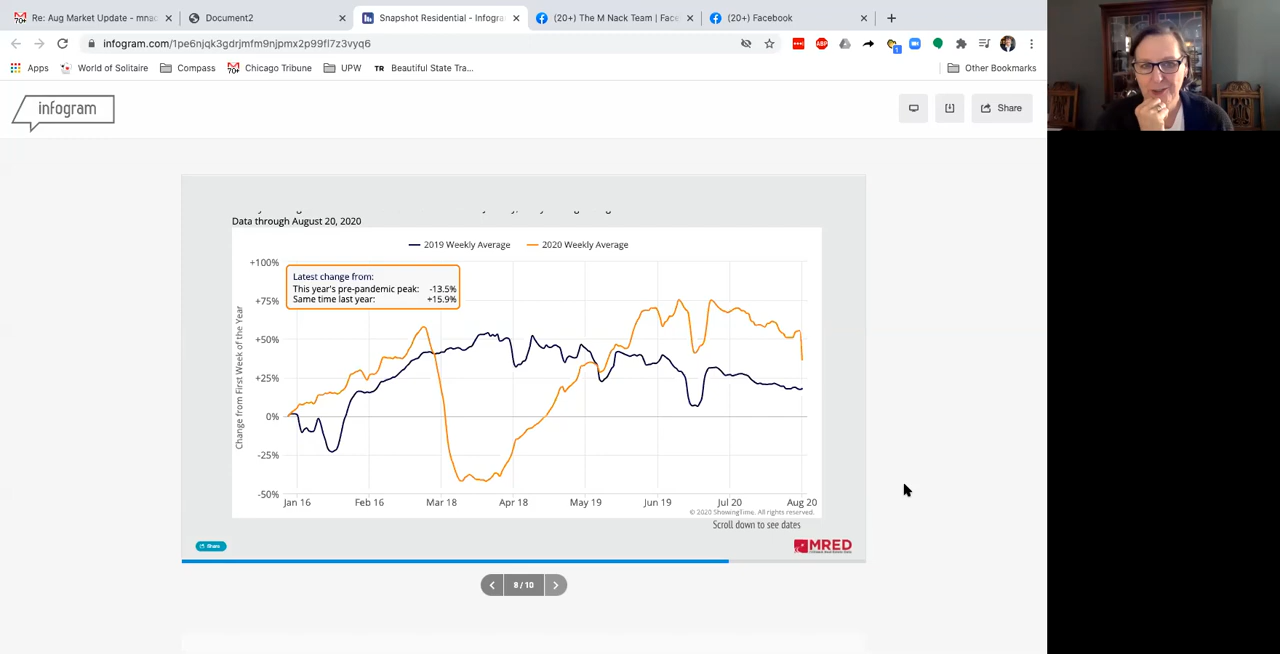 Re: Aug Market Update - mnac
Document2
Snapshot Residential - Infogra
(20+) The M Nack Team | Face
(20+) Facebook
infogram.com/1pe6njqk3gdrjmfm9njpmx2p99fl7z3vyq6
Apps
World of Solitaire
Compass
Chicago Tribune
UPW
TR
Beautiful State Tra...
Other Bookmarks
infogram
Share
Data through August 20, 2020
2019 Weekly Average
2020 Weekly Average
Latest change from:
This year's pre-pandemic peak: -13.5%
Same time last year: +15.9%
Change from First Week of the Year
+100%
+75%
+50%
+25%
0%
-25%
-50%
Jan 16 Feb 16 Mar 18 Apr 18 May 19 Jun 19 Jul 20 Aug 20
© 2020 ShowingTime. All rights reserved.
Scroll down to see dates
Share
MRED
8 / 10